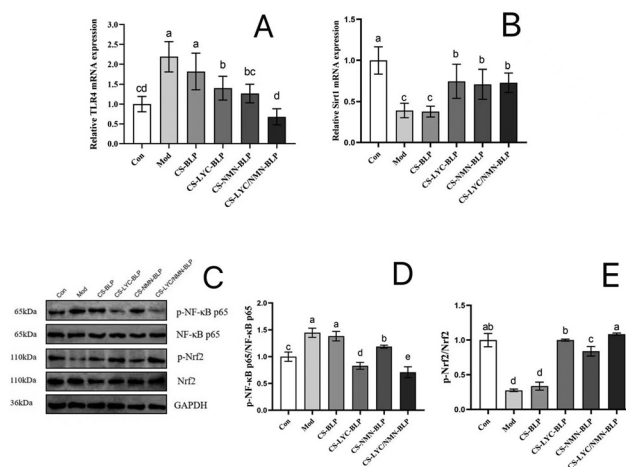 A
Relative TLR4 mRNA expression
3.0
2.5
2.0
1.5
1.0
0.5
0.0
cd
a
a
b
bc
d
Con
Mod
CS-BLP
CS-LYC-BLP
CS-NMN-BLP
CS-LYC/NMN-BLP
B
Relative Sirt1 mRNA expression
1.5
1.0
0.5
0.0
a
c
c
b
b
b
Con
Mod
CS-BLP
CS-LYC-BLP
CS-NMN-BLP
CS-LYC/NMN-BLP
C
Con
Mod
CS-BLP
CS-LYC-BLP
CS-NMN-BLP
CS-LYC/NMN-BLP
65kDa p-NF-κB p65
65kDa NF-κB p65
110kDa p-Nrf2
110kDa Nrf2
36kDa GAPDH
D
p-NF-κB p65/NF-κB p65
2.0
1.5
1.0
0.5
0.0
c
a
a
d
b
e
Con
Mod
CS-BLP
CS-LYC-BLP
CS-NMN-BLP
CS-LYC/NMN-BLP
E
p-Nrf2/Nrf2
1.5
1.0
0.5
0.0
ab
d
d
b
c
a
Con
Mod
CS-BLP
CS-LYC-BLP
CS-NMN-BLP
CS-LYC/NMN-BLP